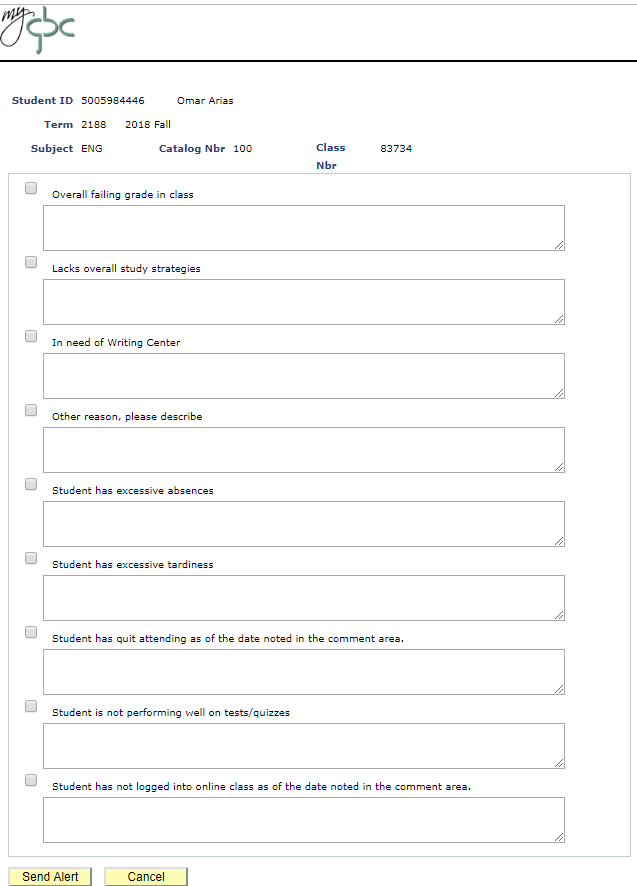 my gbc
Student ID 5005984446 Omar Arias
Term 2188 2018 Fall
Subject ENG Catalog Nbr 100 Class Nbr 83734
Overall failing grade in class
Lacks overall study strategies
In need of Writing Center
Other reason, please describe
Student has excessive absences
Student has excessive tardiness
Student has quit attending as of the date noted in the comment area.
Student is not performing well on tests/quizzes
Student has not logged into online class as of the date noted in the comment area.
Send Alert Cancel